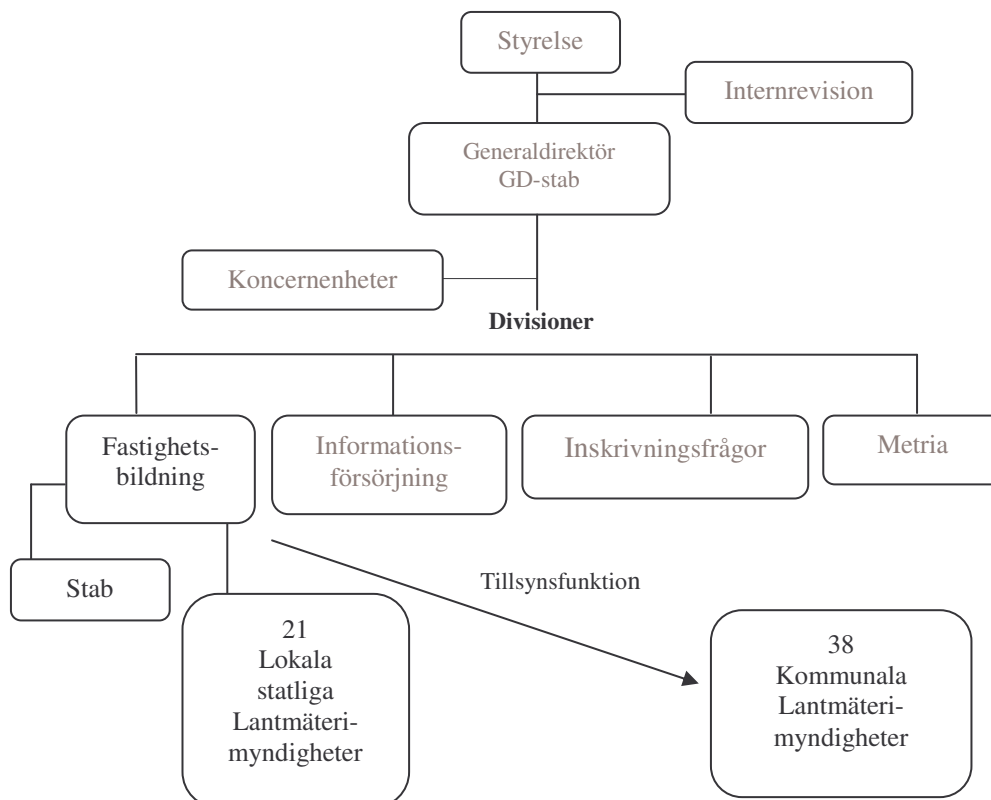 Styrelse
Internrevision
Generaldirektör
GD-stab
Koncernenheter
Divisioner
Fastighets-
bildning
Informations-
försörjning
Inskrivningsfrågor
Metria
Stab
Tillsynsfunktion
21
Lokala
statliga
Lantmäteri-
myndigheter
38
Kommunala
Lantmäteri-
myndigheter